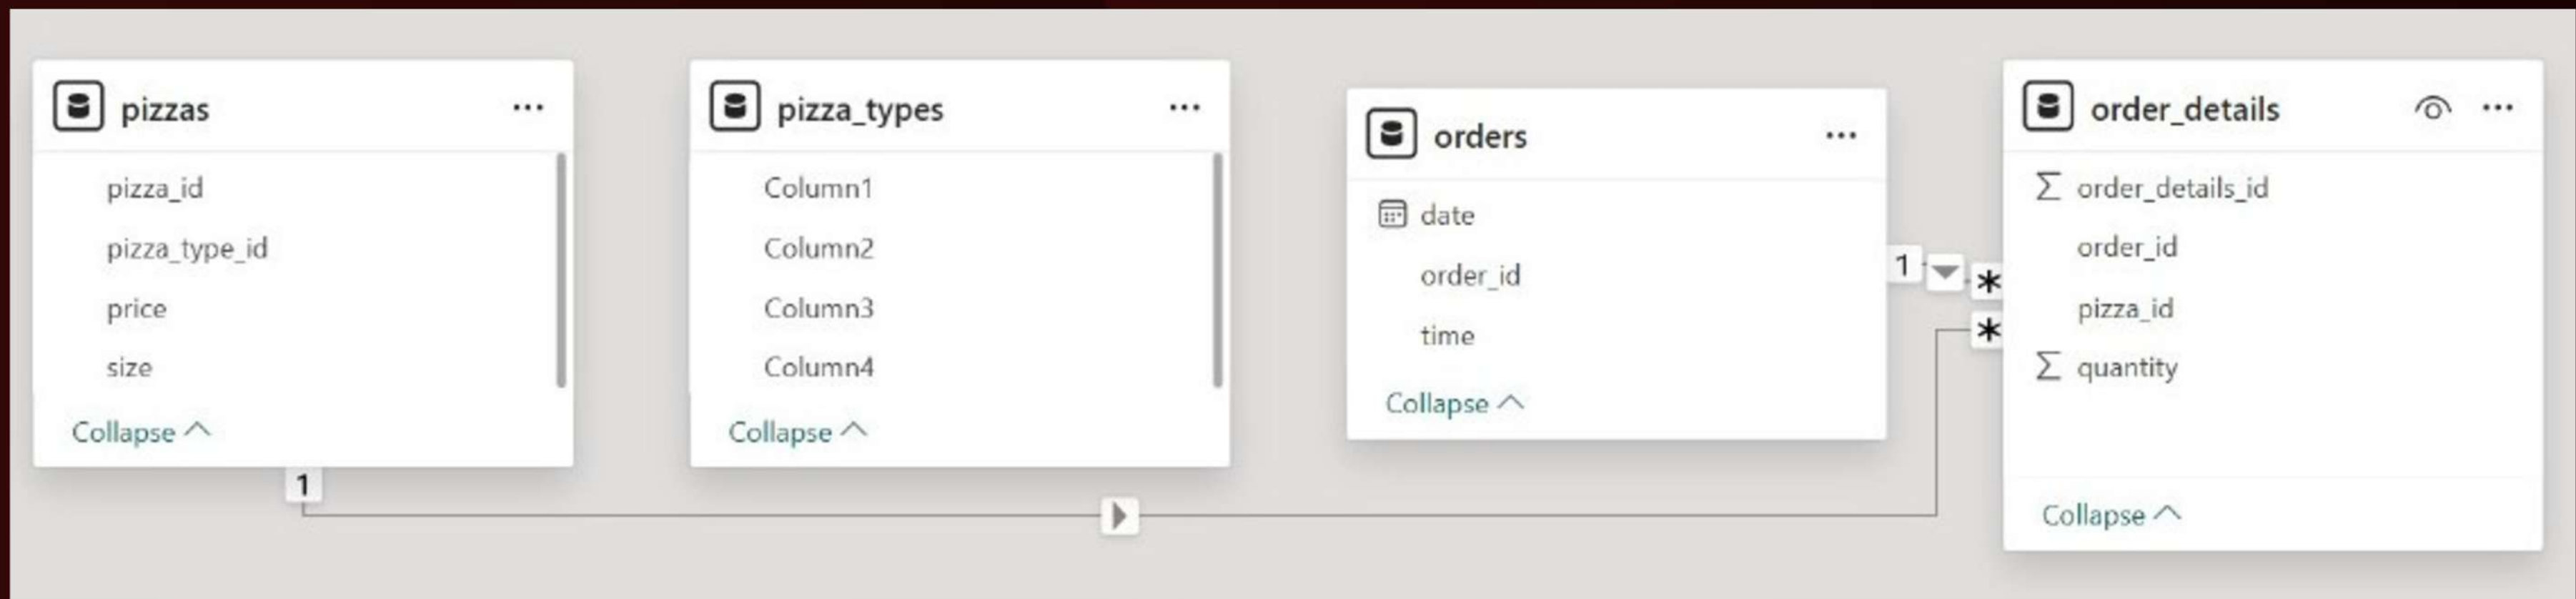 pizzas
pizza_id
pizza_type_id
price
size
Collapse
1
pizza_types
Column1
Column2
Column3
Column4
Collapse
orders
date
order_id
time
Collapse
1
*
*
order_details
Σ order_details_id
order_id
pizza_id
Σ quantity
Collapse